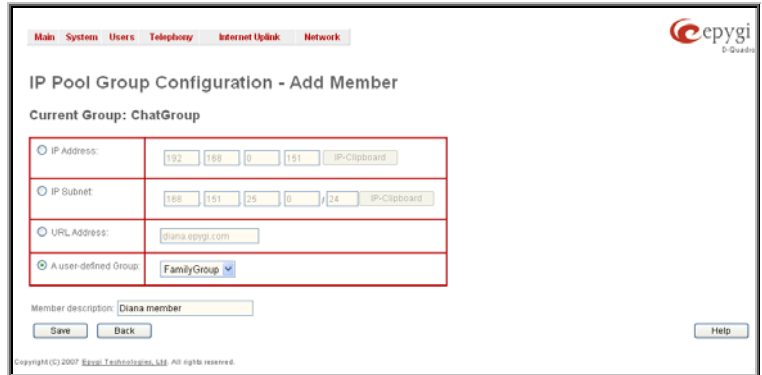 Main System Users Telephony Internet Uplink Network
epygi
D-Quadro
IP Pool Group Configuration - Add Member
Current Group: ChatGroup
IP Address: 192 . 168 . 0 . 151 IP-Clipboard
IP Subnet: 168 . 151 . 25 . 0 / 24 IP-Clipboard
URL Address: diana.epygi.com
A user-defined Group: FamilyGroup
Member description: Diana member
Save Back Help
Copyright (C) 2007 Epygi Technologies, Ltd. All rights reserved.